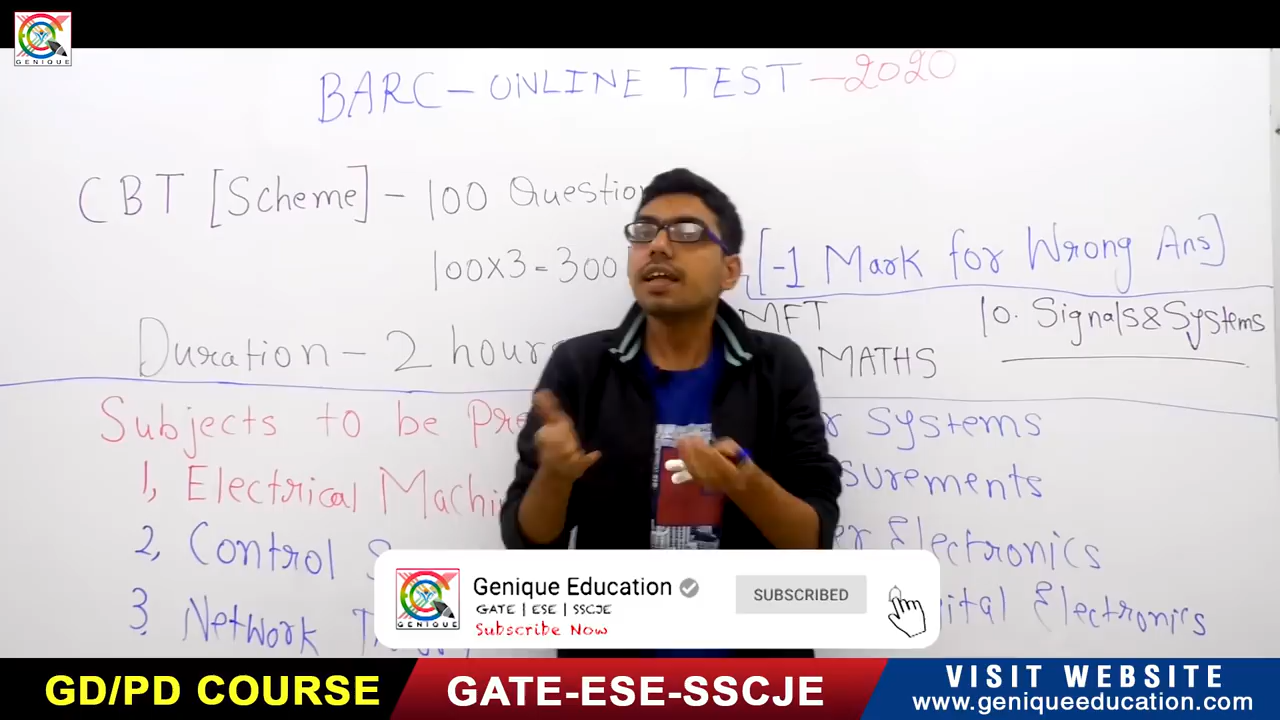 GENIQUE
BARC - ONLINE TEST - 2020
CBT [Scheme] - 100 Question
100x3 = 300
[-1 Mark for Wrong Ans]
MFT
10. Signals & Systems
Duration - 2 hour
MATHS
Subjects to be Pre
r Systems
1, Electrical Machi
surements
2, Control S
er Electronics
3. Network
ital Electronics
GENIQUE
Genique Education
GATE | ESE | SSCJE
Subscribe Now
SUBSCRIBED
GD/PD COURSE
GATE-ESE-SSCJE
VISIT WEBSITE
www.geniqueeducation.com